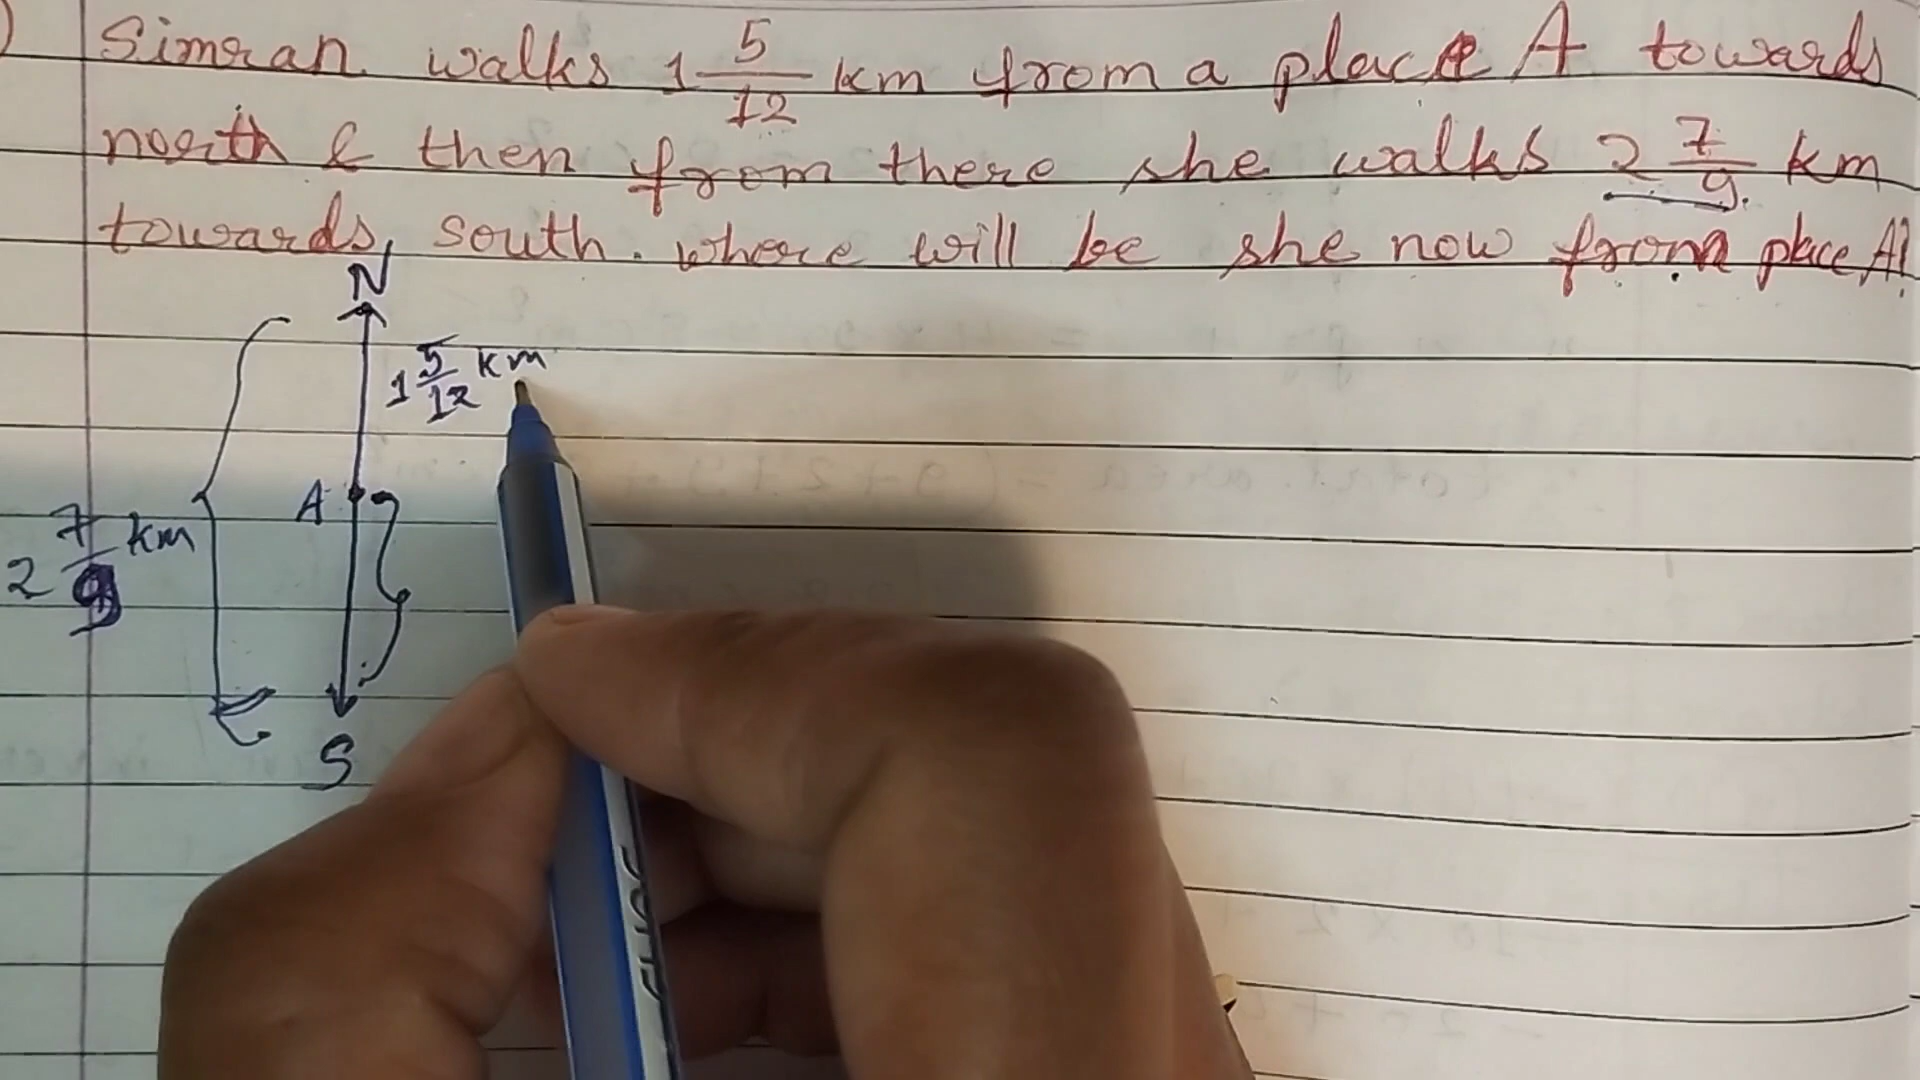 Simran walks 1 5/12 km from a place A towards
north & then from there she walks 2 7/9 km
towards south. where will be she now from place A?
N
1 5/12 km
A
2 7/9 km
S